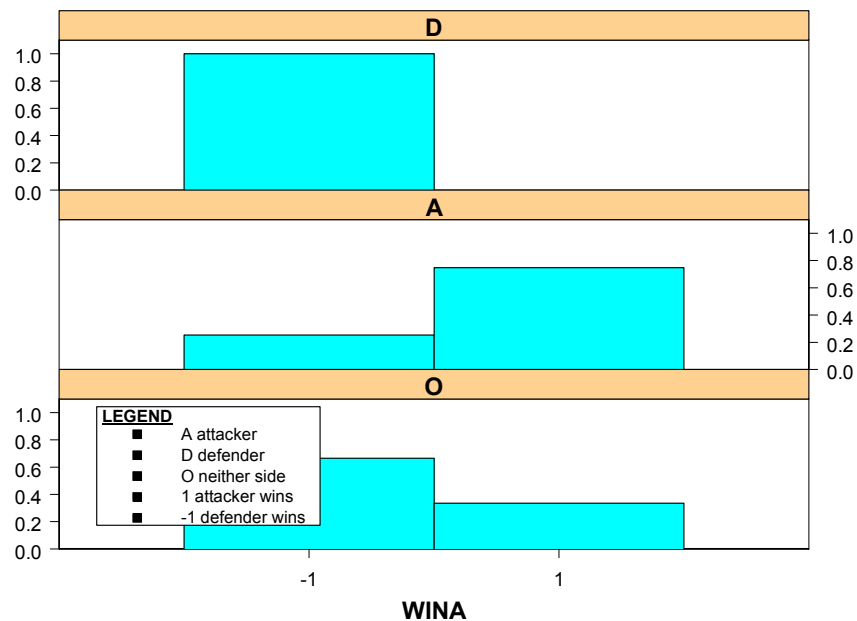 D
1.0
0.8
0.6
0.4
0.2
0.0
A
1.0
0.8
0.6
0.4
0.2
0.0
O
1.0
0.8
0.6
0.4
0.2
0.0
LEGEND
A attacker
D defender
O neither side
1 attacker wins
-1 defender wins
-1 1
WINA